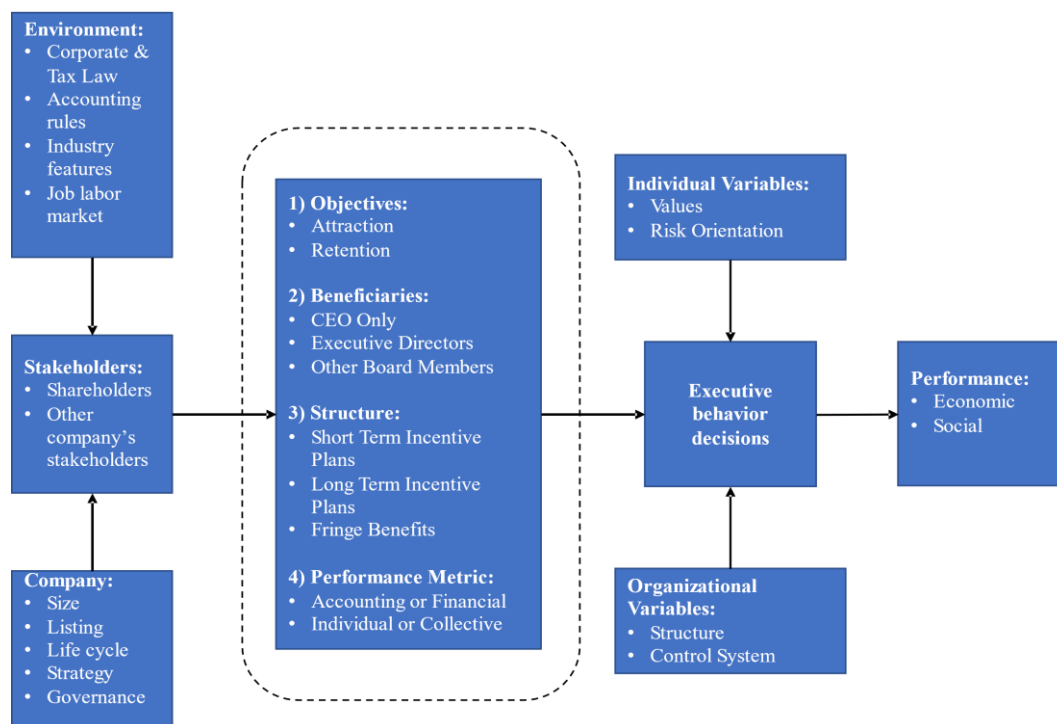 Environment:
• Corporate &
Tax Law
• Accounting
rules
• Industry
features
• Job labor
market
Stakeholders:
• Shareholders
• Other
company’s
stakeholders
Company:
• Size
• Listing
• Life cycle
• Strategy
• Governance
1) Objectives:
• Attraction
• Retention
2) Beneficiaries:
• CEO Only
• Executive Directors
• Other Board Members
3) Structure:
• Short Term Incentive
Plans
• Long Term Incentive
Plans
• Fringe Benefits
4) Performance Metric:
• Accounting or Financial
• Individual or Collective
Individual Variables:
• Values
• Risk Orientation
Executive
behavior
decisions
Organizational
Variables:
• Structure
• Control System
Performance:
• Economic
• Social